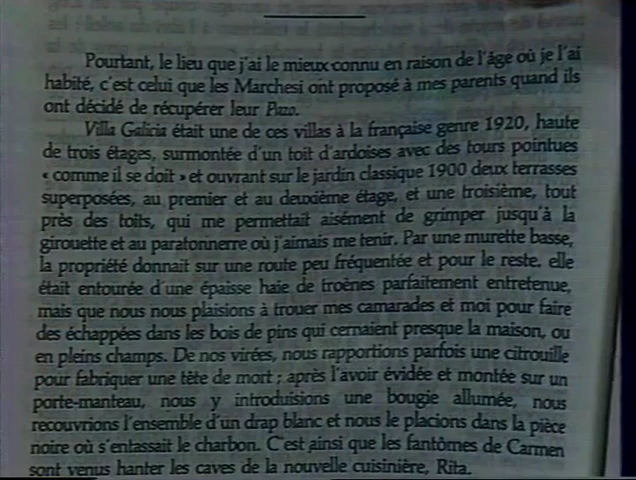 Pourtant, le lieu que j'ai le mieux connu en raison de l'âge où je l'ai
habité, c'est celui que les Marchesi ont proposé à mes parents quand ils
ont décidé de récupérer leur Pazo.
Villa Galicia était une de ces villas à la française genre 1920, haute
de trois étages, surmontée d'un toit d'ardoises avec des tours pointues
« comme il se doit » et ouvrant sur le jardin classique 1900 deux terrasses
superposées, au premier et au deuxième étage, et une troisième, tout
près des toits, qui me permettait aisément de grimper jusqu'à la
girouette et au paratonnerre où j'aimais me tenir. Par une murette basse,
la propriété donnait sur une route peu fréquentée et pour le reste, elle
était entourée d'une épaisse haie de troènes parfaitement entretenue,
mais que nous nous plaisions à trouer mes camarades et moi pour faire
des échappées dans les bois de pins qui cernaient presque la maison, ou
en pleins champs. De nos virées, nous rapportions parfois une citrouille
pour fabriquer une tête de mort ; après l'avoir évidée et montée sur un
porte-manteau, nous y introduisions une bougie allumée, nous
recouvrions l'ensemble d'un drap blanc et nous le placions dans la pièce
noire où s'entassait le charbon. C'est ainsi que les fantômes de Carmen
sont venus hanter les caves de la nouvelle cuisinière, Rita.